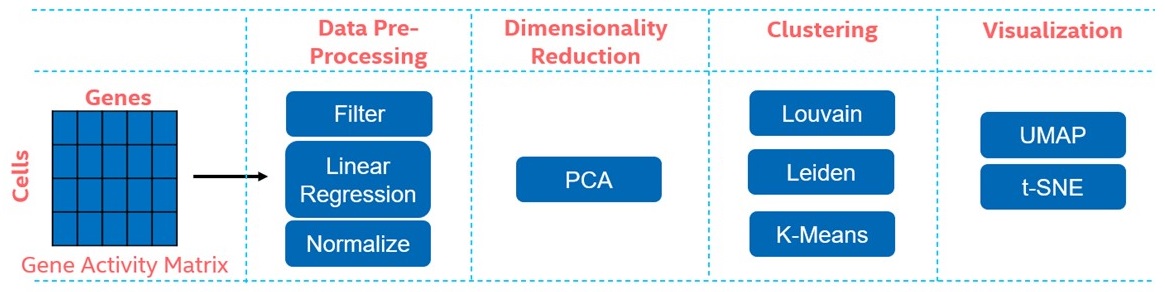 Data Pre-
Processing
Dimensionality
Reduction
Clustering
Visualization
Genes
Cells
Gene Activity Matrix
Filter
Linear
Regression
Normalize
PCA
Louvain
Leiden
K-Means
UMAP
t-SNE